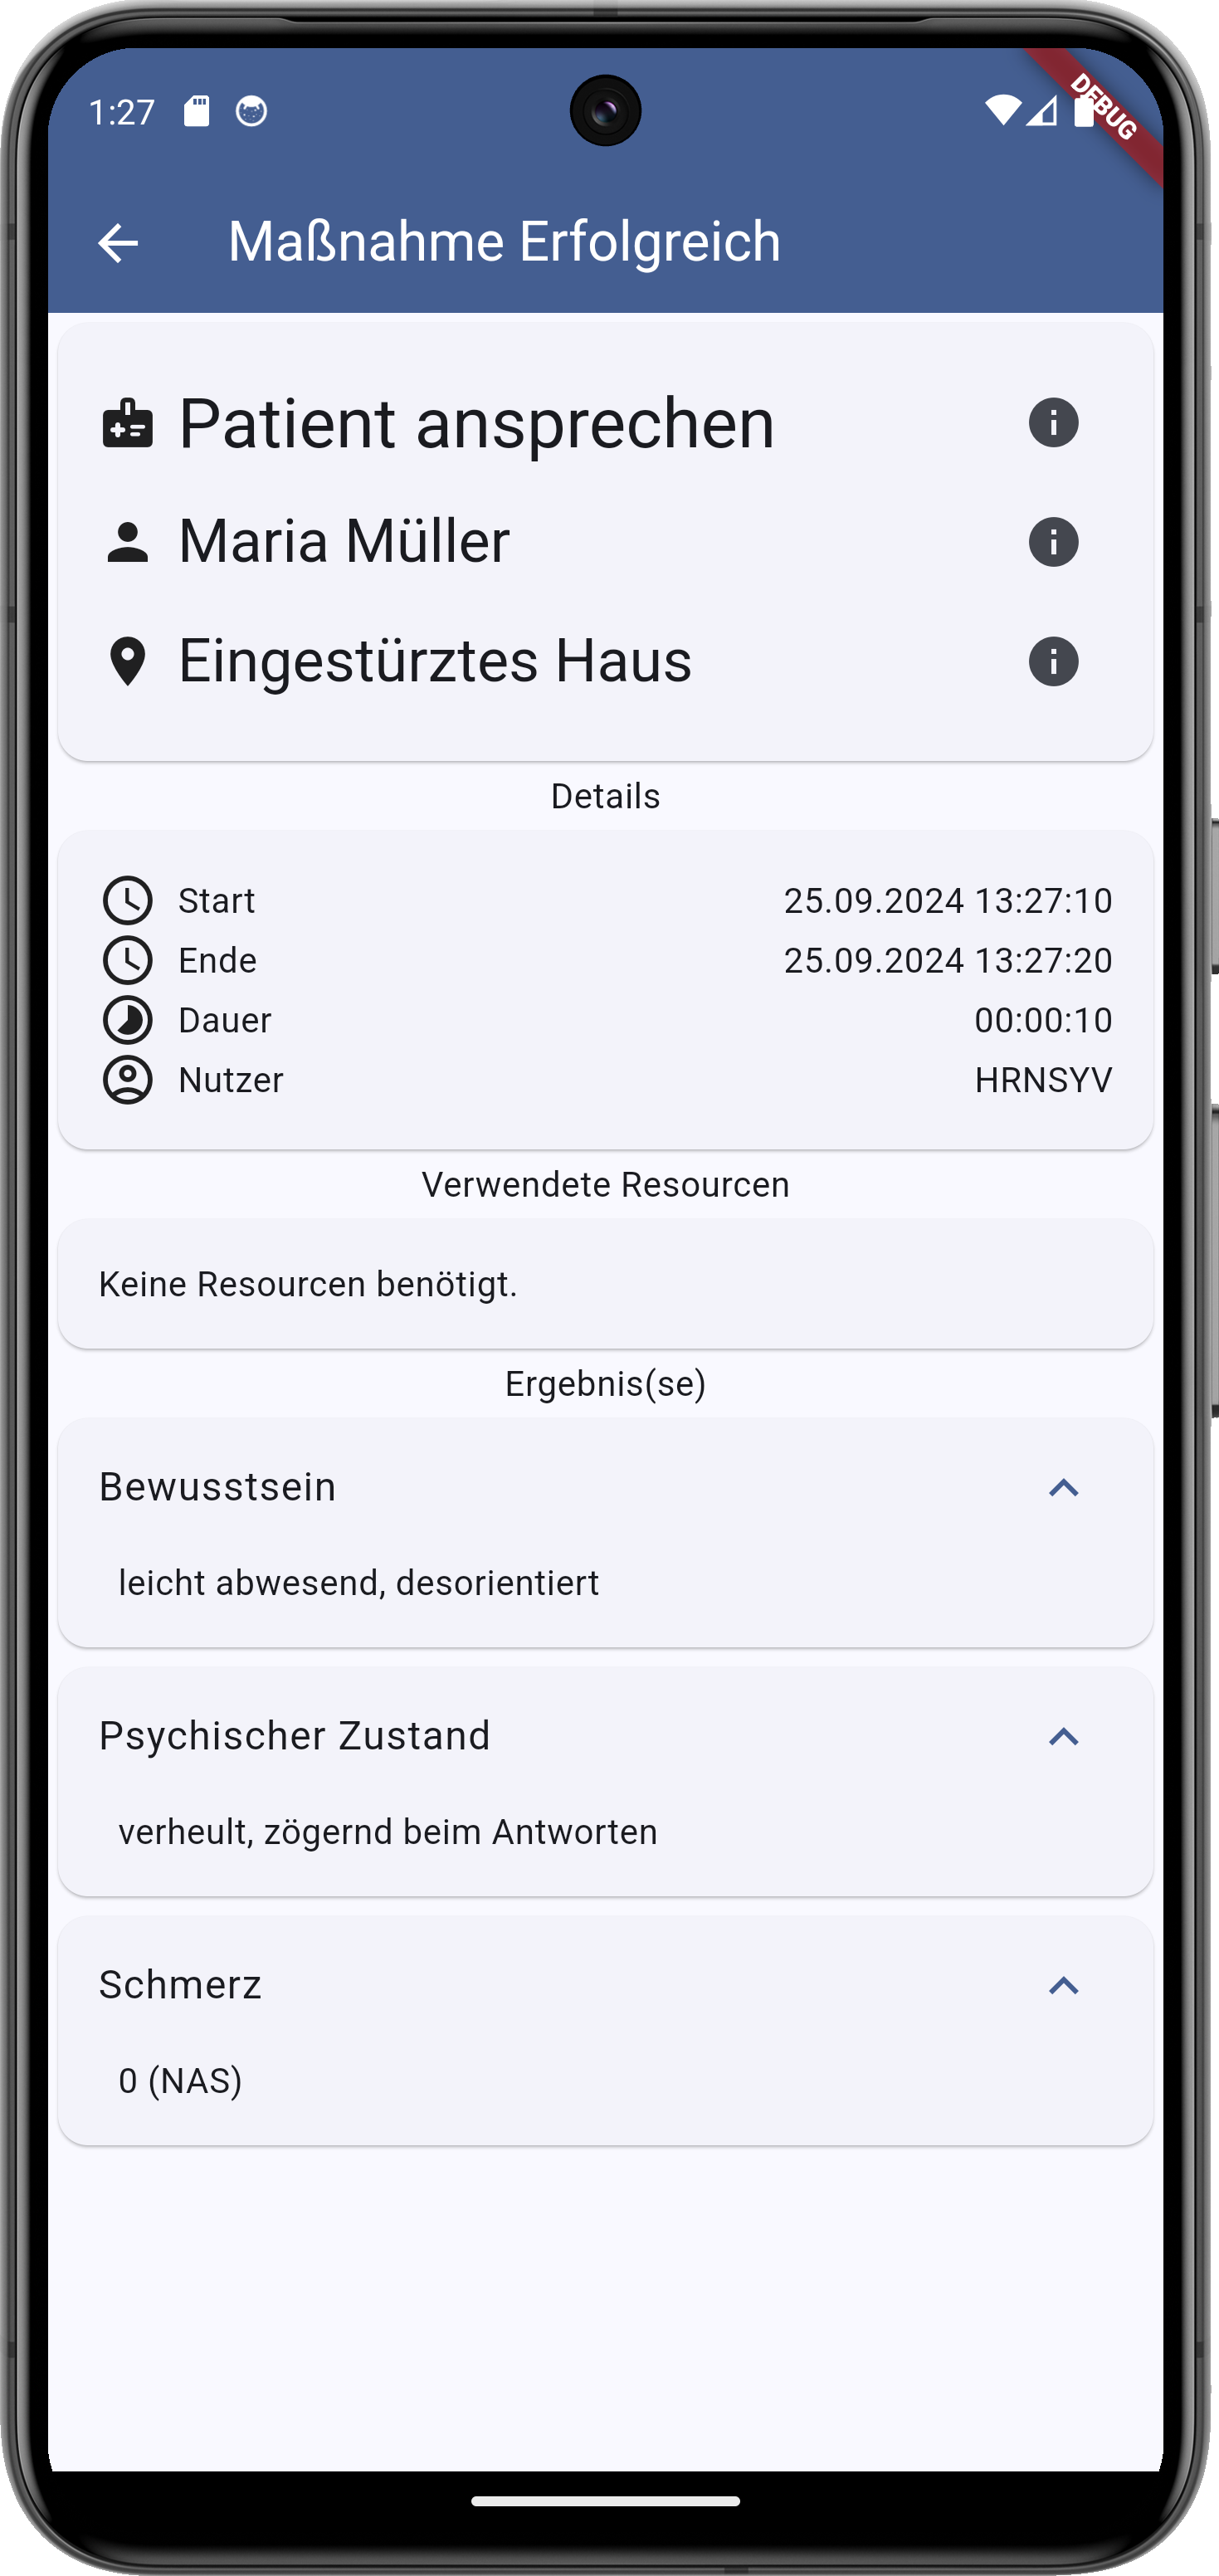 1:27
DEBUG
Maßnahme Erfolgreich
Patient ansprechen
Maria Müller
Eingestürztes Haus
Details
Start 25.09.2024 13:27:10
Ende 25.09.2024 13:27:20
Dauer 00:00:10
Nutzer HRNSYV
Verwendete Resourcen
Keine Resourcen benötigt.
Ergebnis(se)
Bewusstsein
leicht abwesend, desorientiert
Psychischer Zustand
verheult, zögernd beim Antworten
Schmerz
0 (NAS)